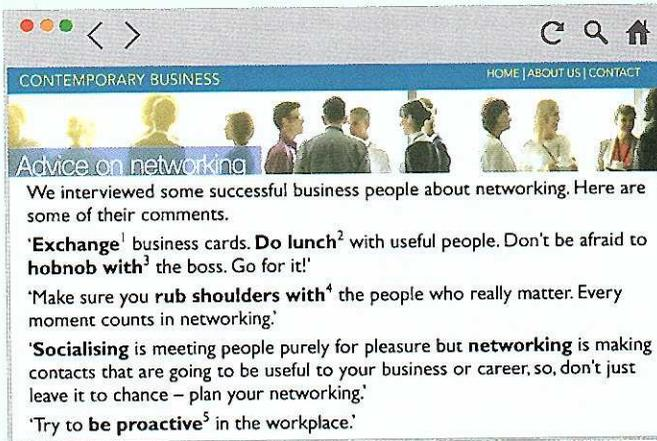 CONTEMPORARY BUSINESS
HOME | ABOUT US | CONTACT
Advice on networking
We interviewed some successful business people about networking. Here are
some of their comments.
'Exchange¹ business cards. Do lunch² with useful people. Don't be afraid to
hobnob with³ the boss. Go for it!'
'Make sure you rub shoulders with⁴ the people who really matter. Every
moment counts in networking.'
'Socialising is meeting people purely for pleasure but networking is making
contacts that are going to be useful to your business or career, so, don't just
leave it to chance – plan your networking.'
'Try to be proactive⁵ in the workplace.'